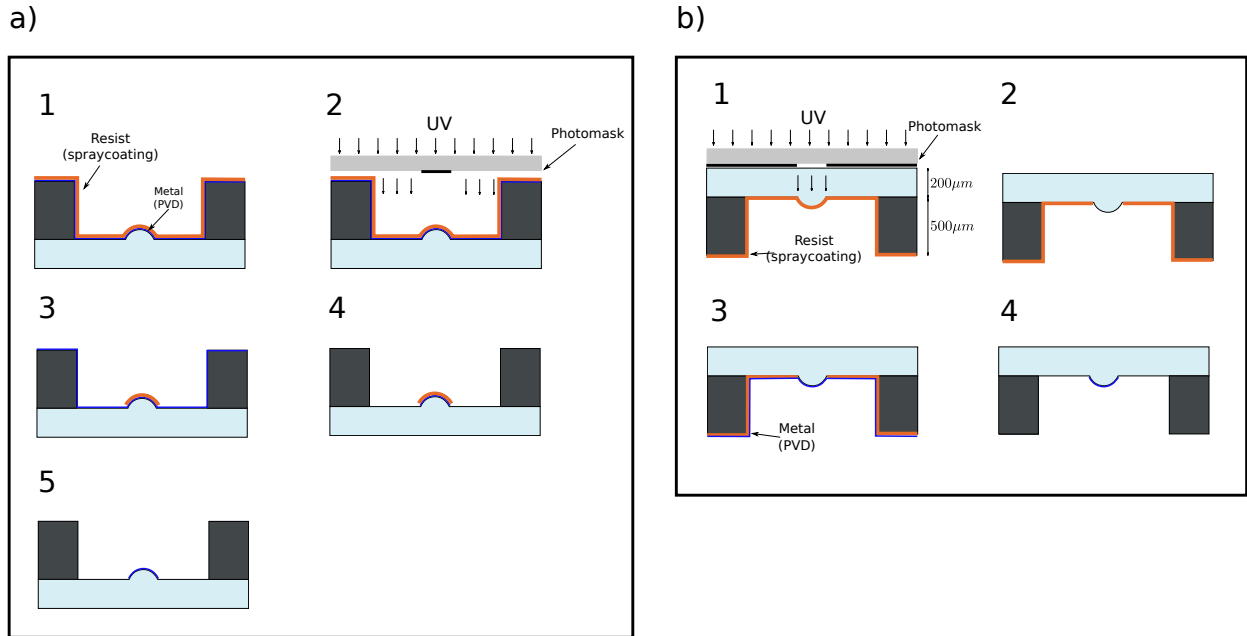 a)
1
Resist
(spraycoating)
Metal
(PVD)
2
UV
Photomask
3
4
5
b)
1
UV
Photomask
200μm
500μm
Resist
(spraycoating)
2
3
Metal
(PVD)
4